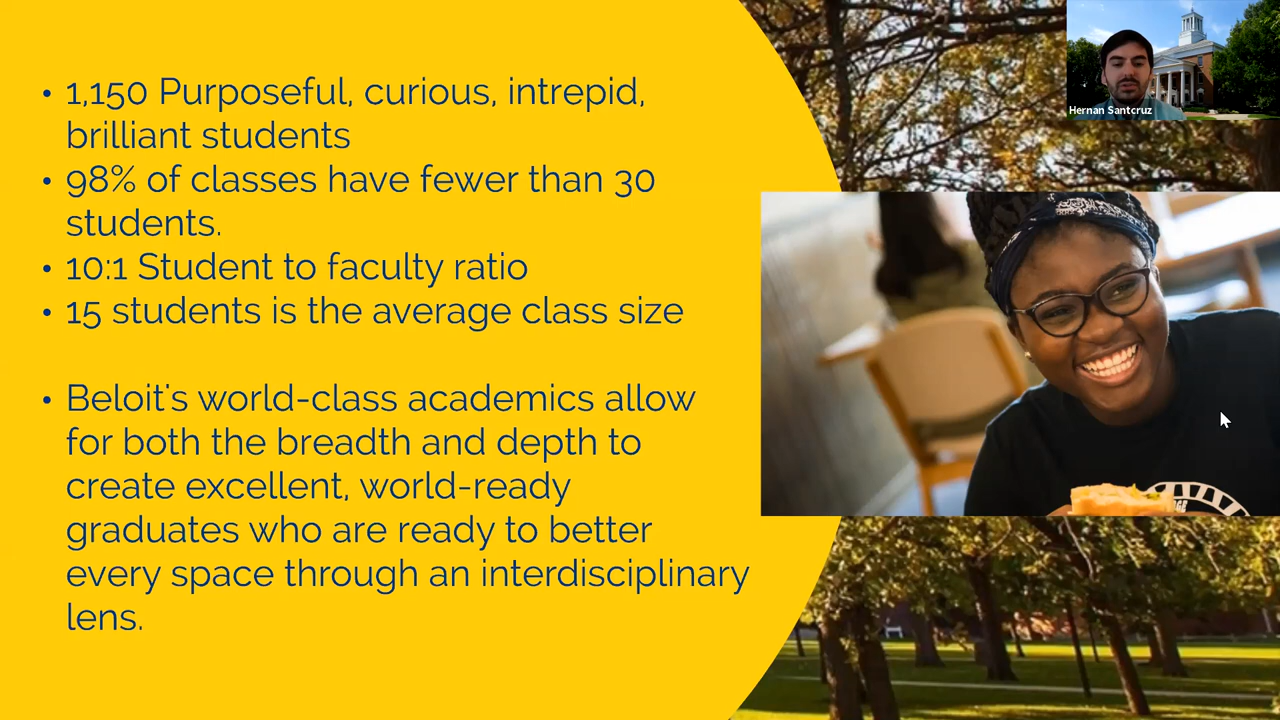 • 1,150 Purposeful, curious, intrepid,
brilliant students
• 98% of classes have fewer than 30
students.
• 10:1 Student to faculty ratio
• 15 students is the average class size
• Beloit's world-class academics allow
for both the breadth and depth to
create excellent, world-ready
graduates who are ready to better
every space through an interdisciplinary
lens.
Hernan Santcruz